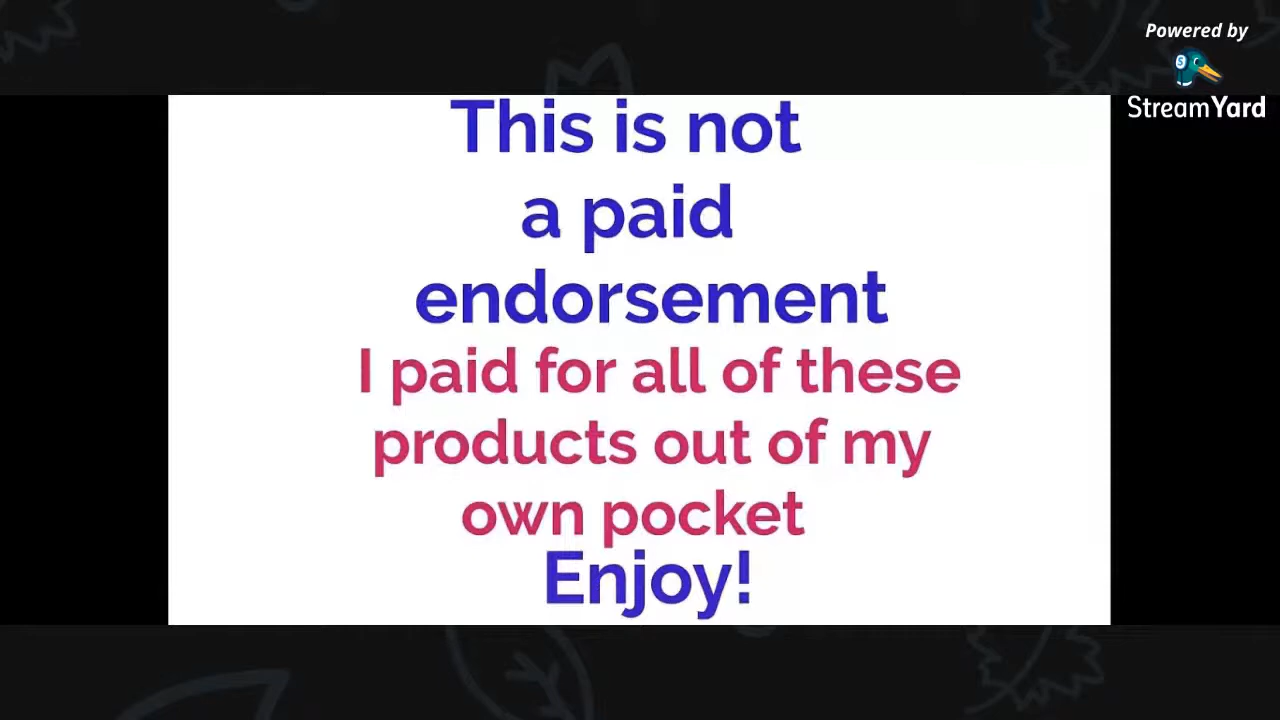 Powered by
StreamYard
This is not
a paid
endorsement
I paid for all of these
products out of my
own pocket
Enjoy!